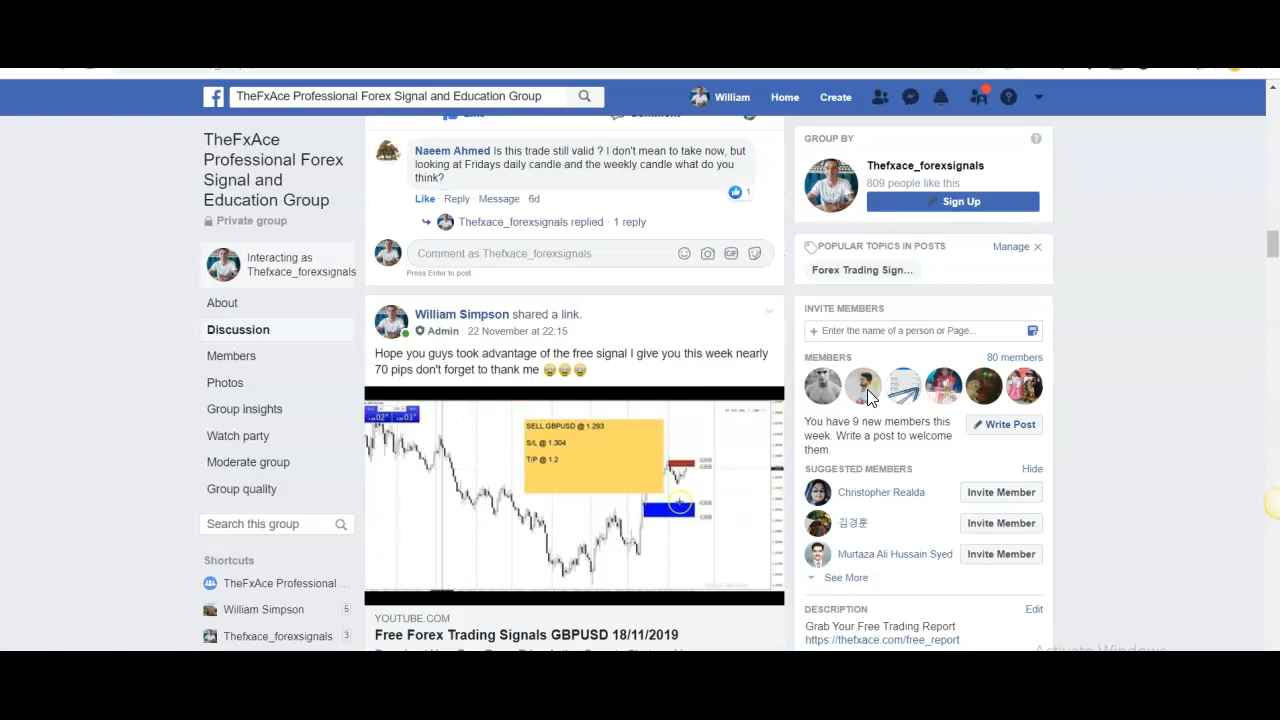 TheFxAce Professional Forex Signal and Education Group
William
Home
Create
TheFxAce
Professional Forex
Signal and
Education Group
Private group
Interacting as
Thefxace_forexsignals
About
Discussion
Members
Photos
Group insights
Watch party
Moderate group
Group quality
Search this group
Shortcuts
TheFxAce Professional ...
William Simpson 5
Thefxace_forexsignals 3
Naeem Ahmed Is this trade still valid ? I don't mean to take now, but
looking at Fridays daily candle and the weekly candle what do you
think?
1
Like Reply Message 6d
Thefxace_forexsignals replied · 1 reply
Comment as Thefxace_forexsignals
GIF
Press Enter to post.
William Simpson shared a link.
Admin · 22 November at 22:15
Hope you guys took advantage of the free signal I give you this week nearly
70 pips don't forget to thank me 😂😂😂
SELL GBPUSD @ 1.293
S/L @ 1.304
T/P @ 1.2
YOUTUBE.COM
Free Forex Trading Signals GBPUSD 18/11/2019
GROUP BY
Thefxace_forexsignals
809 people like this
Sign Up
POPULAR TOPICS IN POSTS
Manage
Forex Trading Sign...
INVITE MEMBERS
+ Enter the name of a person or Page...
MEMBERS
80 members
You have 9 new members this
week. Write a post to welcome
them.
Write Post
SUGGESTED MEMBERS
Hide
Christopher Realda
Invite Member
김경훈
Invite Member
Murtaza Ali Hussain Syed
Invite Member
See More
DESCRIPTION
Edit
Grab Your Free Trading Report
https://thefxace.com/free_report